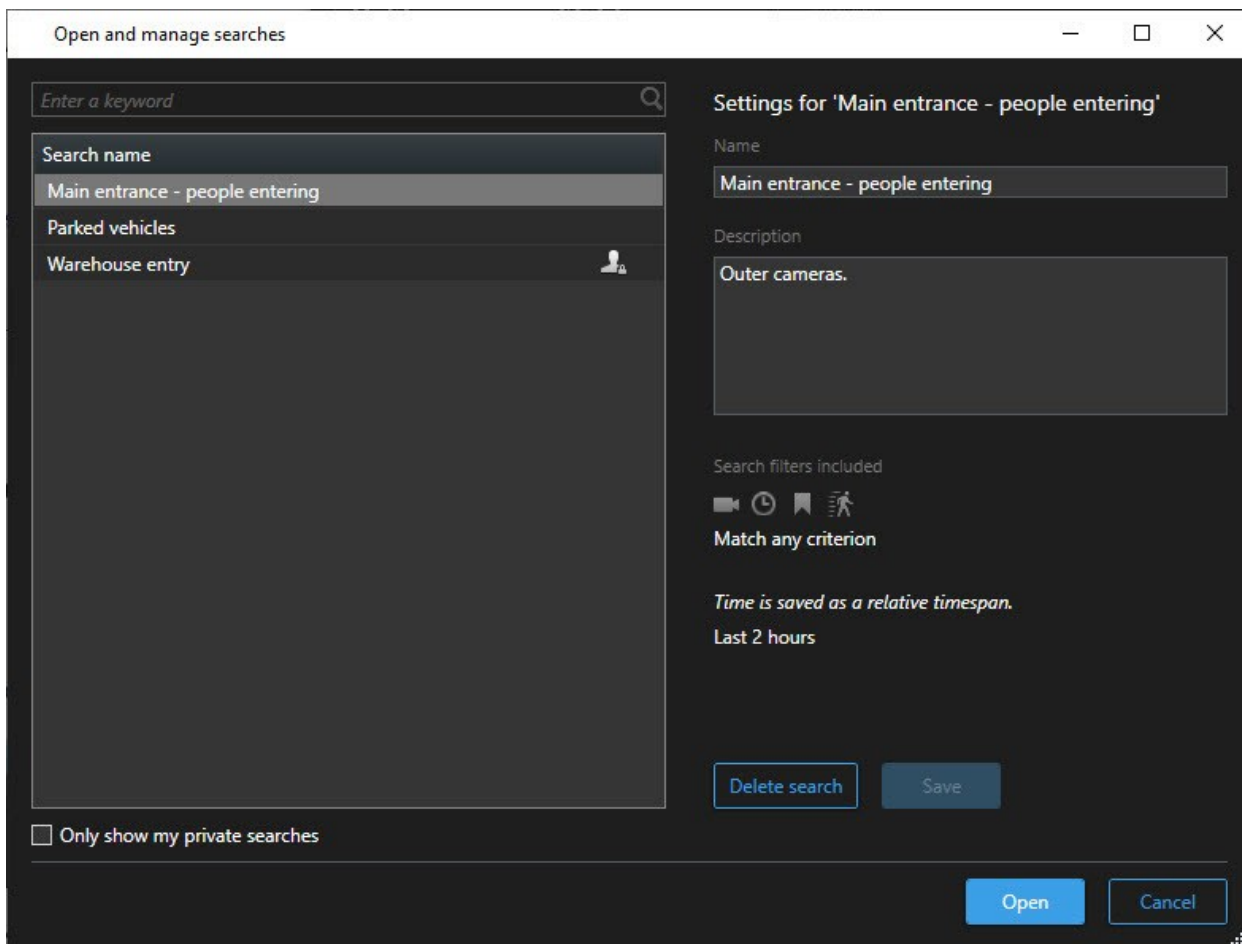 Open and manage searches
Enter a keyword
Search name
Main entrance - people entering
Parked vehicles
Warehouse entry
Only show my private searches
Settings for 'Main entrance - people entering'
Name
Main entrance - people entering
Description
Outer cameras.
Search filters included
Match any criterion
Time is saved as a relative timespan.
Last 2 hours
Delete search
Save
Open
Cancel